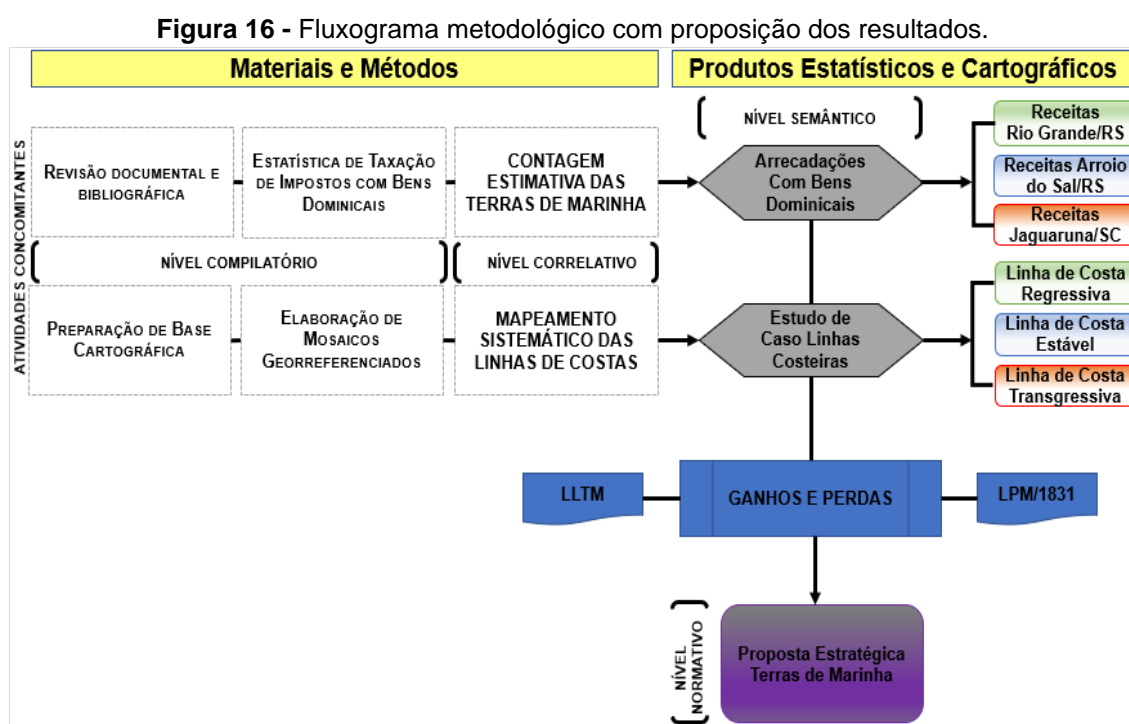 Figura 16 - Fluxograma metodológico com proposição dos resultados.
Materiais e Métodos
Produtos Estatísticos e Cartográficos
ATIVIDADES CONCOMITANTES
REVISÃO DOCUMENTAL E
BIBLIOGRÁFICA
ESTATÍSTICA DE TAXAÇÃO
DE IMPOSTOS COM BENS
DOMINICAIS
CONTAGEM
ESTIMATIVA DAS
TERRAS DE MARINHA
NÍVEL SEMÂNTICO
Arrecadações
Com Bens
Dominicais
Receitas
Rio Grande/RS
Receitas Arroio
do Sal/RS
Receitas
Jaguaruna/SC
NÍVEL COMPILATÓRIO
NÍVEL CORRELATIVO
PREPARAÇÃO DE BASE
CARTOGRÁFICA
ELABORAÇÃO DE
MOSAICOS
GEORREFERENCIADOS
MAPEAMENTO
SISTEMÁTICO DAS
LINHAS DE COSTAS
Estudo de
Caso Linhas
Costeiras
Linha de Costa
Regressiva
Linha de Costa
Estável
Linha de Costa
Transgressiva
LLTM
GANHOS E PERDAS
LPM/1831
NÍVEL
NORMATIVO
Proposta Estratégica
Terras de Marinha